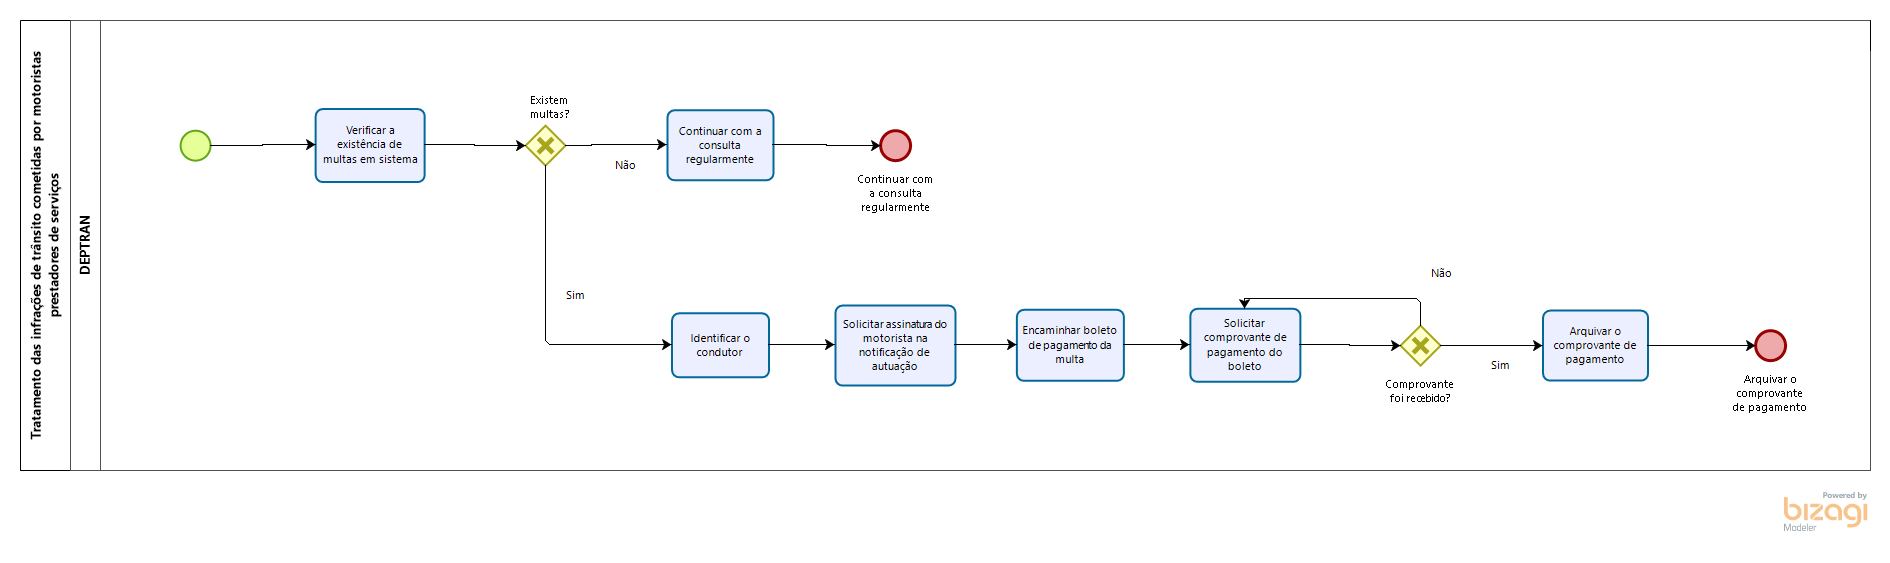 Tratamento das infrações de trânsito cometidas por motoristas
prestadores de serviços
DEPTRAN
Verificar a
existência de
multas em sistema
Existem
multas?
Não
Continuar com a
consulta
regularmente
Continuar com
a consulta
regularmente
Sim
Identificar o
condutor
Solicitar assinatura do
motorista na
notificação de
autuação
Encaminhar boleto
de pagamento da
multa
Solicitar
comprovante de
pagamento do
boleto
Não
Comprovante
foi recebido?
Sim
Arquivar o
comprovante de
pagamento
Arquivar o
comprovante
de pagamento
Powered by
bizagi
Modeler